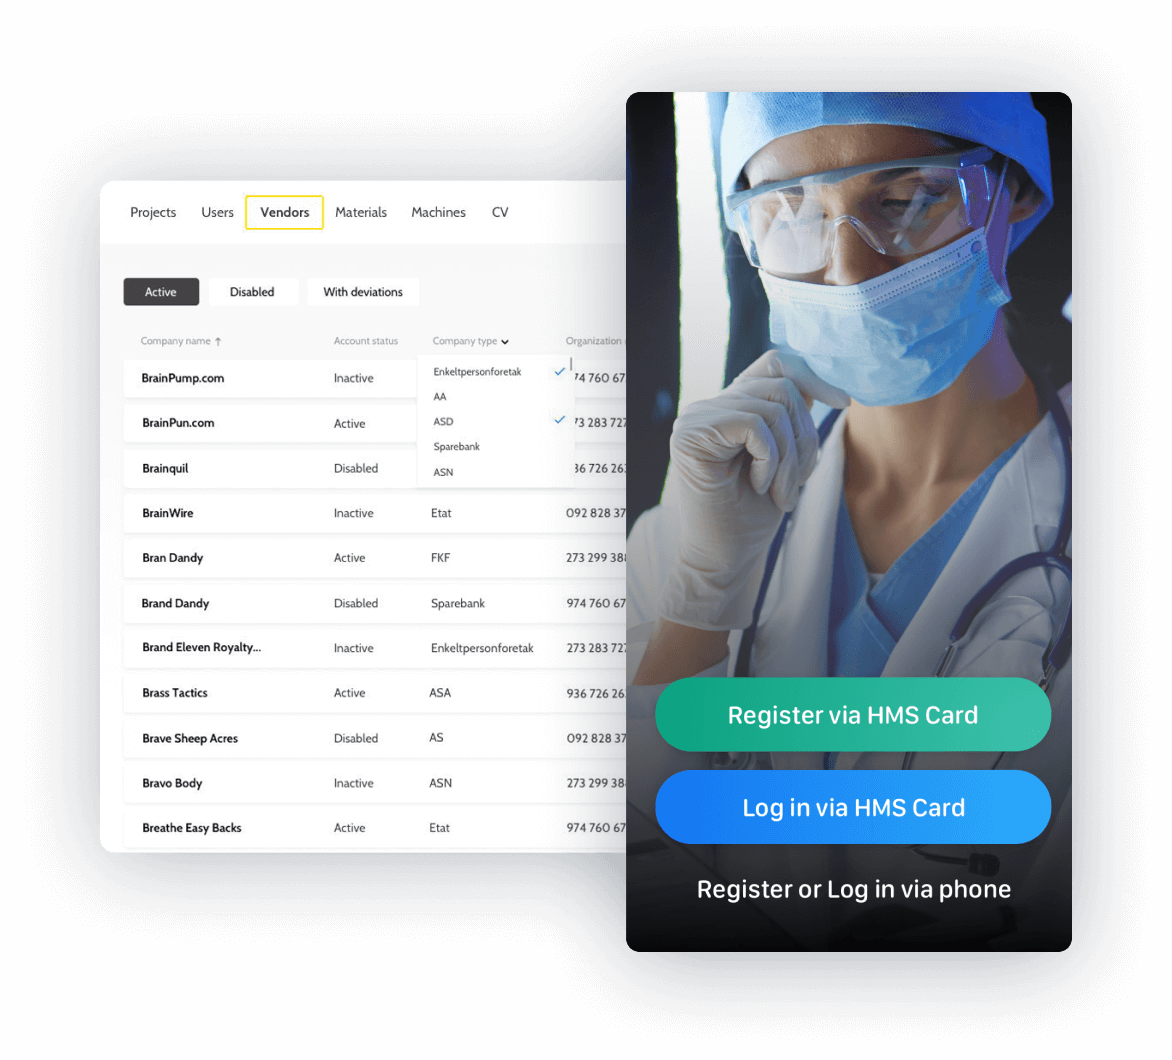 Projects Users Vendors Materials Machines CV
Active Disabled With deviations
Company name ↑ Account status Company type Organization
BrainPump.com Inactive Enkeltpersonforetak 74 760 67
AA
BrainPun.com Active ASD 73 283 727
Sparebank
Brainquil Disabled ASN 36 726 263
BrainWire Inactive Etat 092 828 37
Bran Dandy Active FKF 273 299 388
Brand Dandy Disabled Sparebank 974 760 67
Brand Eleven Royalty... Inactive Enkeltpersonforetak 273 283 727
Brass Tactics Active ASA 936 726 26
Brave Sheep Acres Disabled AS 092 828 37
Bravo Body Inactive ASN 273 299 388
Breathe Easy Backs Active Etat 974 760 67
Register via HMS Card
Log in via HMS Card
Register or Log in via phone